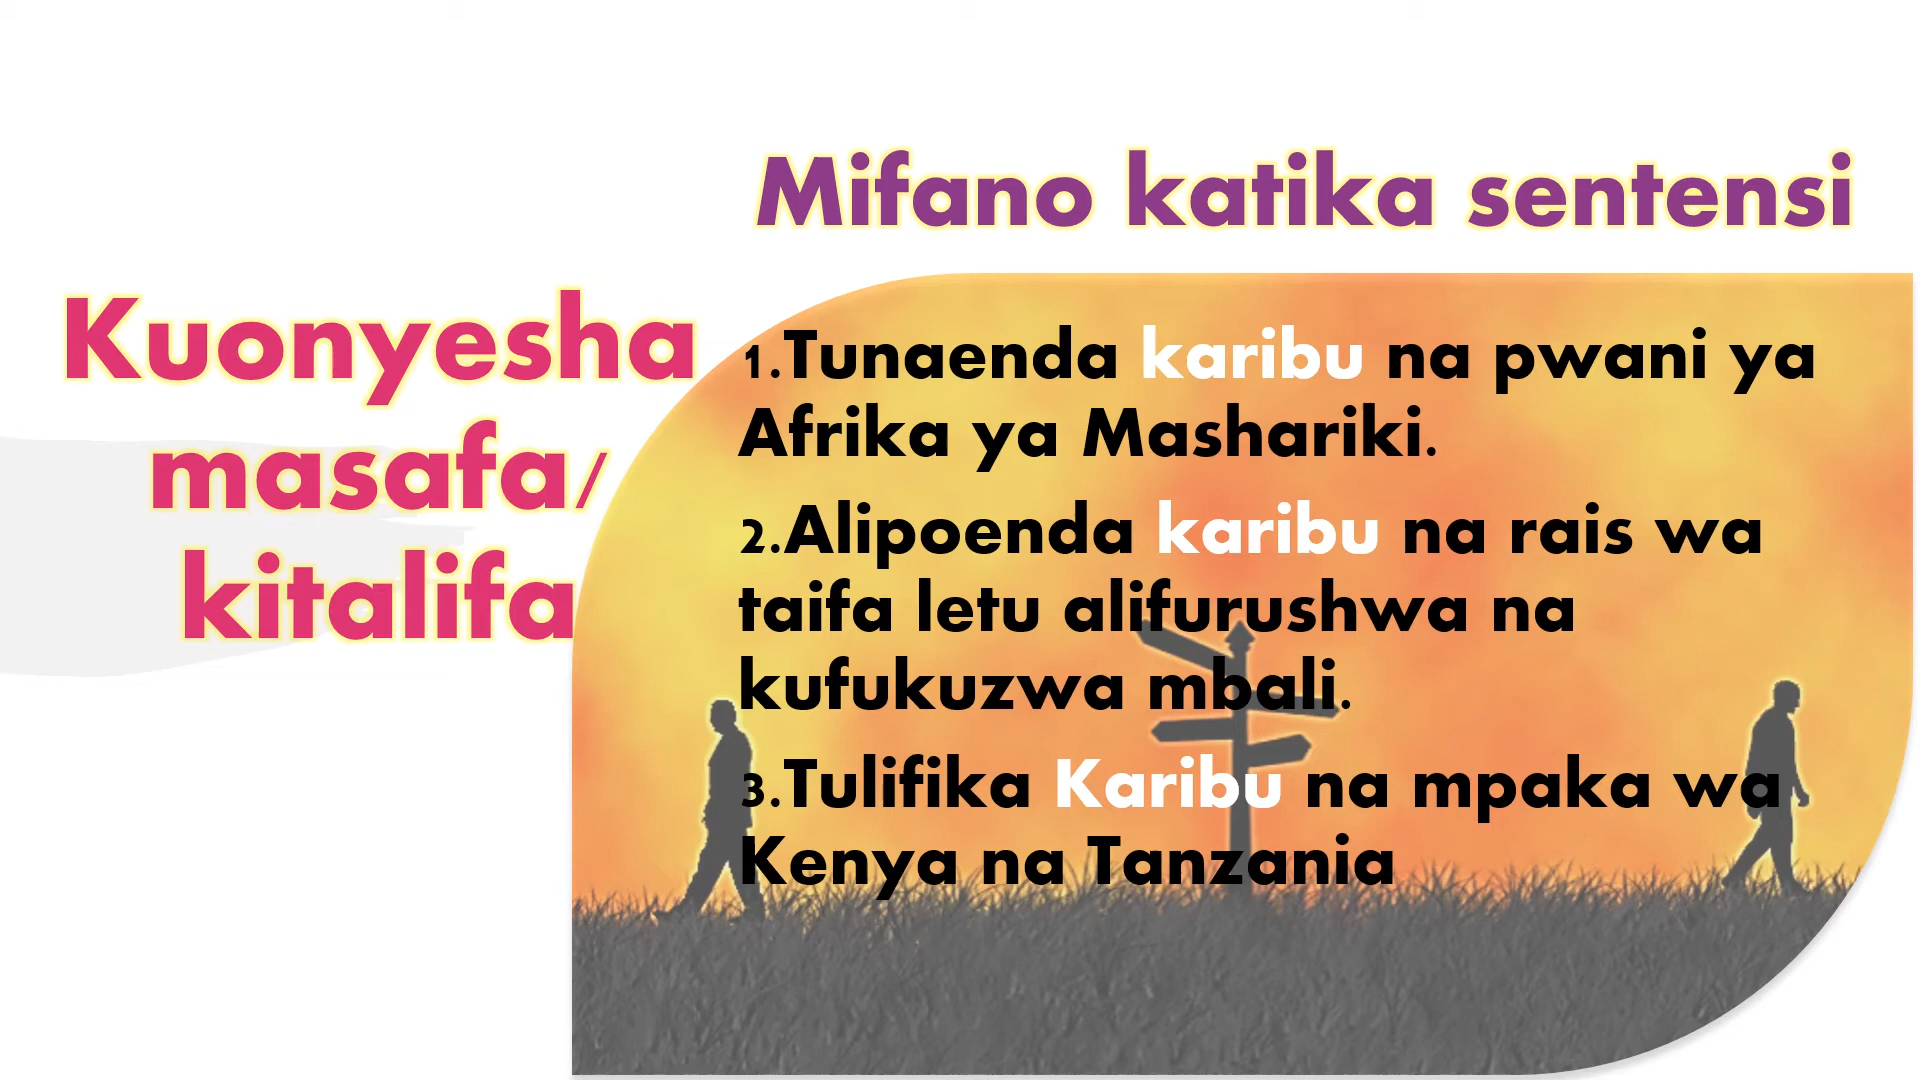 Mifano katika sentensi
Kuonyesha
masafa/
kitalifa
1.Tunaenda karibu na pwani ya
Afrika ya Mashariki.
2.Alipoenda karibu na rais wa
taifa letu alifurushwa na
kufukuzwa mbali.
3.Tulifika Karibu na mpaka wa
Kenya na Tanzania